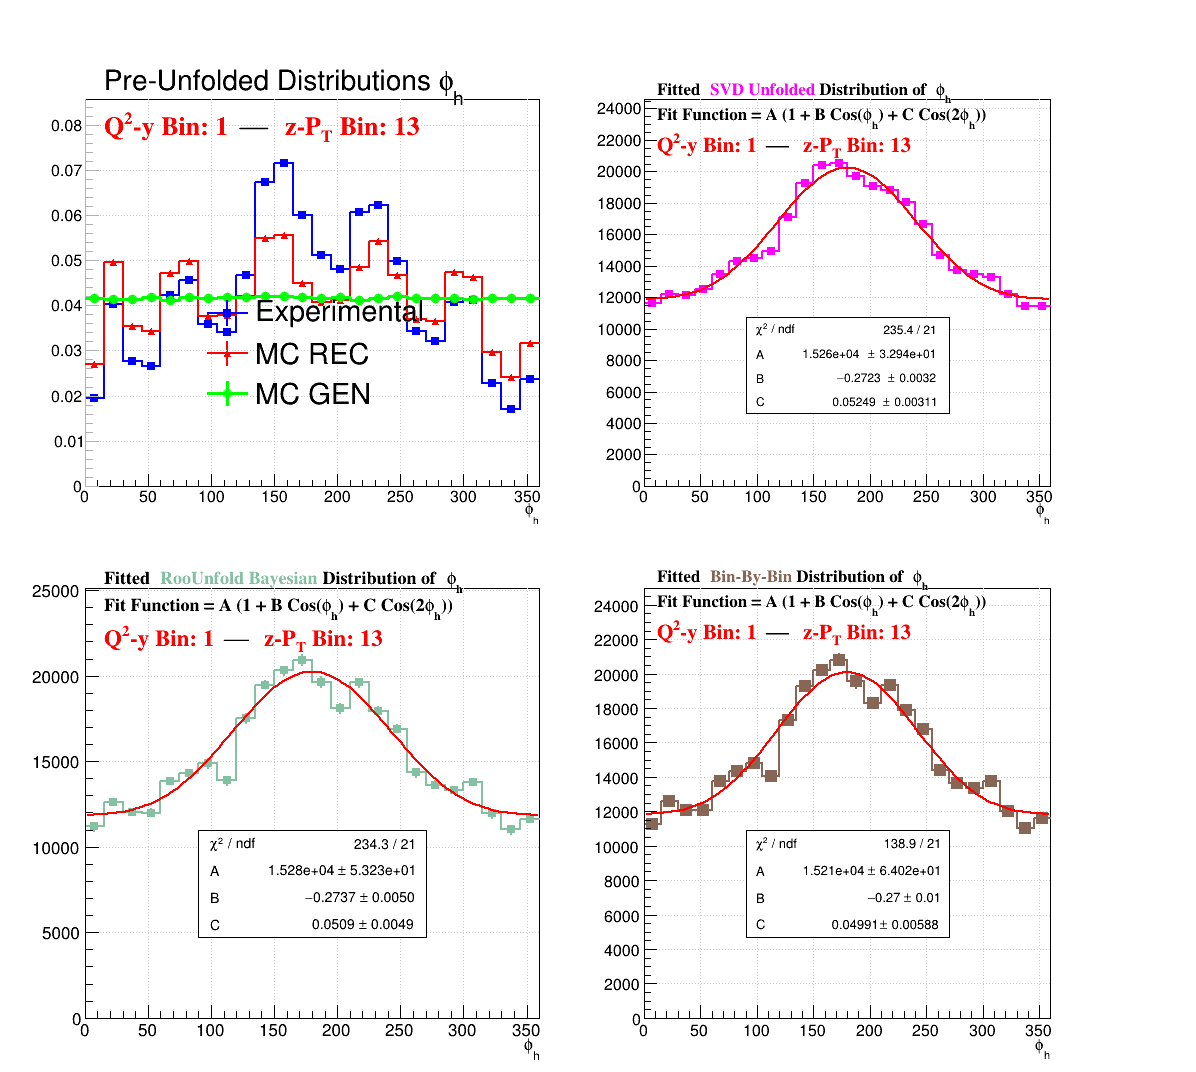 Pre-Unfolded Distributions ϕh
Q²-y Bin: 1 — z-PT Bin: 13
0.08
0.07
0.06
0.05
0.04
0.03
0.02
0.01
0
Experimental
MC REC
MC GEN
0 50 100 150 200 250 300 350
ϕh
Fitted SVD Unfolded Distribution of ϕh
Fit Function = A (1 + B Cos(ϕh) + C Cos(2ϕh))
Q²-y Bin: 1 — z-PT Bin: 13
24000
22000
20000
18000
16000
14000
12000
10000
8000
6000
4000
2000
0
χ² / ndf 235.4 / 21
A 1.526e+04 ± 3.294e+01
B −0.2723 ± 0.0032
C 0.05249 ± 0.00311
0 50 100 150 200 250 300 350
ϕh
Fitted RooUnfold Bayesian Distribution of ϕh
Fit Function = A (1 + B Cos(ϕh) + C Cos(2ϕh))
Q²-y Bin: 1 — z-PT Bin: 13
25000
20000
15000
10000
5000
0
χ² / ndf 234.3 / 21
A 1.528e+04 ± 5.323e+01
B −0.2737 ± 0.0050
C 0.0509 ± 0.0049
0 50 100 150 200 250 300 350
ϕh
Fitted Bin-By-Bin Distribution of ϕh
Fit Function = A (1 + B Cos(ϕh) + C Cos(2ϕh))
Q²-y Bin: 1 — z-PT Bin: 13
24000
22000
20000
18000
16000
14000
12000
10000
8000
6000
4000
2000
0
χ² / ndf 138.9 / 21
A 1.521e+04 ± 6.402e+01
B −0.27 ± 0.01
C 0.04991 ± 0.00588
0 50 100 150 200 250 300 350
ϕh